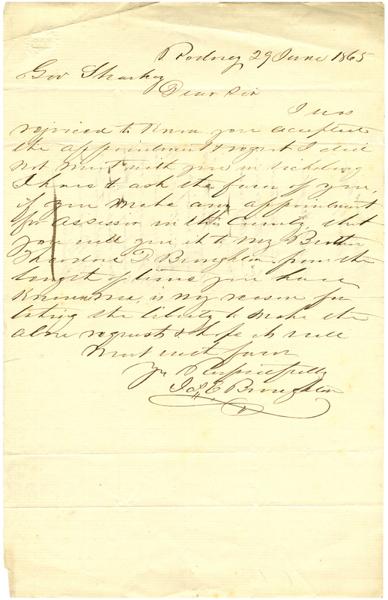 Rodney 29 June 1865
Gov Sharkey
Dear Sir
I was
rejoiced to know you accepted
the appointment & regret I did
not meet with you in Vicksburg
I have to ask the favor of you,
if you make any appointment
for assessor in this County, that
you will give it to my Brother
Theodore D. Broughton from the
length of time you have
known me, is my reason for
taking the liberty to make the
above request & hope it will
meet with favor
Yr Respectfully
Jas E Broughton